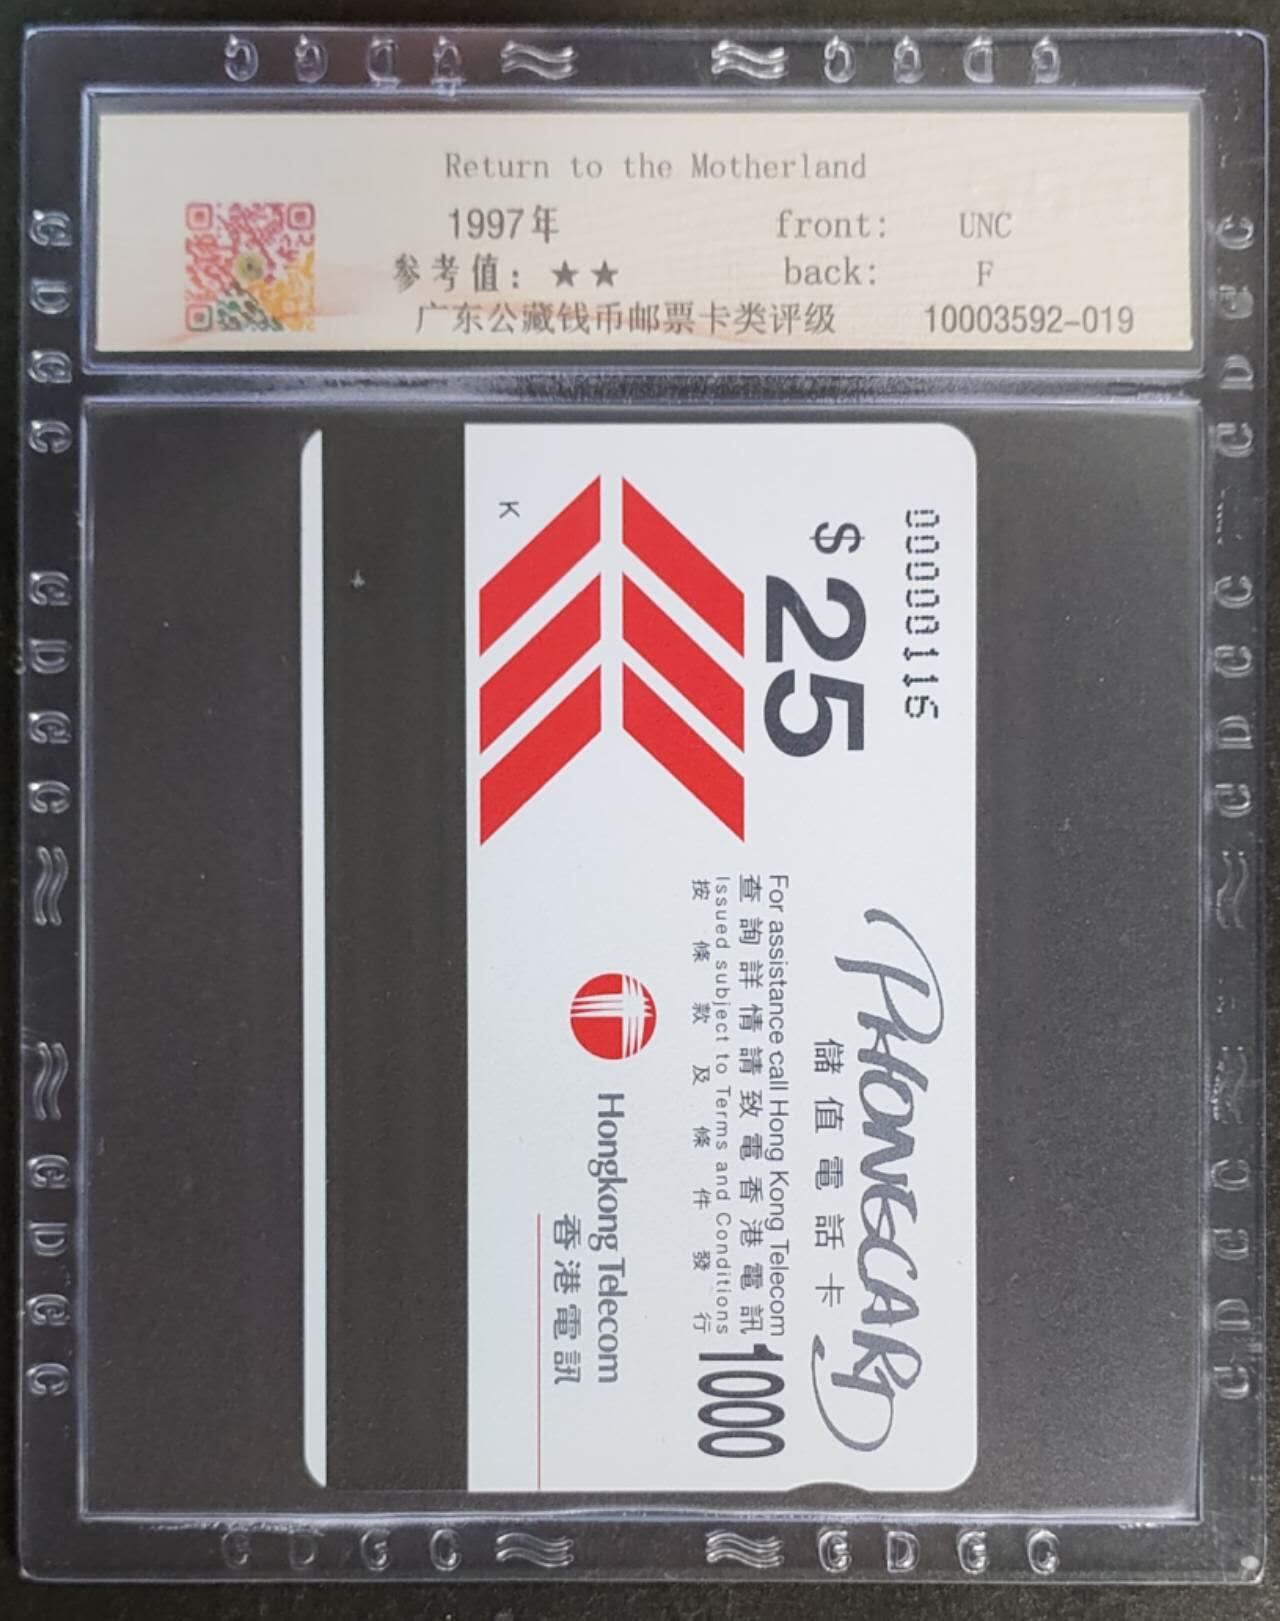 Return to the Motherland
1997年
front: UNC
参考值：★★
back: F
广东公藏钱币邮票卡类评级
10003592-019
00000116
$25
K
PHONECARD
儲值電話卡
For assistance call Hong Kong Telecom
查詢詳情請致電香港電訊
Issued subject to Terms and Conditions
按條款及條件發行
1000
Hongkong Telecom
香港電訊